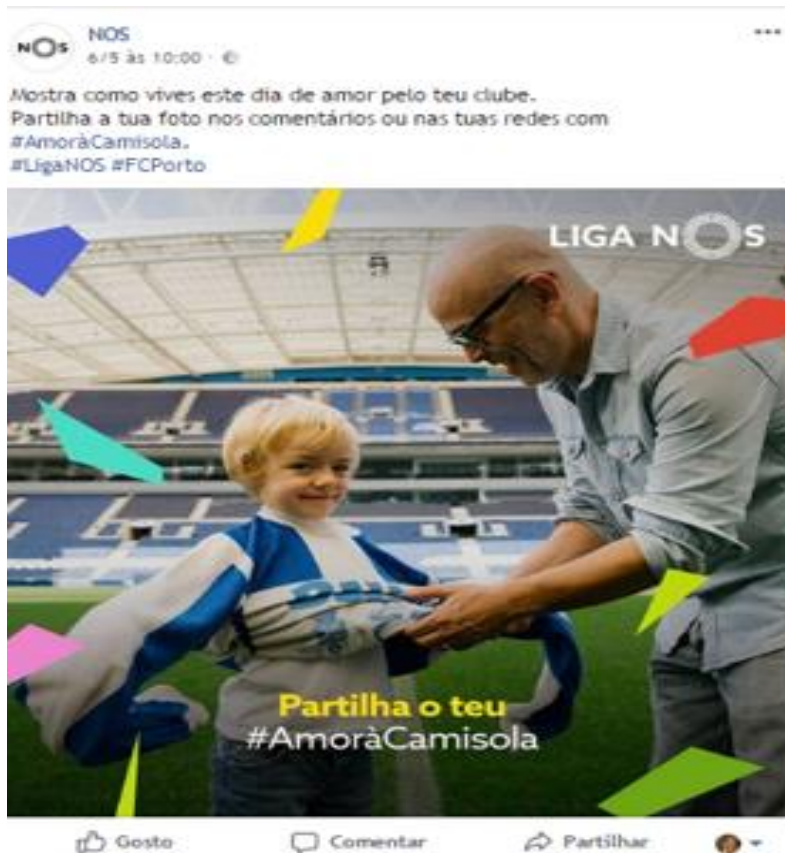 NOS
NOS
6/5 às 10:00 ·
Mostra como vives este dia de amor pelo teu clube.
Partilha a tua foto nos comentários ou nas tuas redes com
#AmoràCamisola.
#LigaNOS #FCPorto
LIGA NOS
Partilha o teu
#AmoràCamisola
Gosto
Comentar
Partilhar